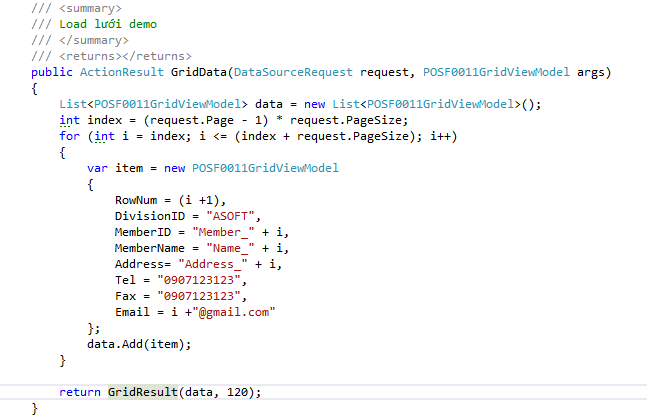 /// <summary>
/// Load lưới demo
/// </summary>
/// <returns></returns>
public ActionResult GridData(DataSourceRequest request, POSF0011GridViewModel args)
{
List<POSF0011GridViewModel> data = new List<POSF0011GridViewModel>();
int index = (request.Page - 1) * request.PageSize;
for (int i = index; i <= (index + request.PageSize); i++)
{
var item = new POSF0011GridViewModel
{
RowNum = (i +1),
DivisionID = "ASOFT",
MemberID = "Member_" + i,
MemberName = "Name_" + i,
Address= "Address_" + i,
Tel = "0907123123",
Fax = "0907123123",
Email = i +"@gmail.com"
};
data.Add(item);
}
return GridResult(data, 120);
}